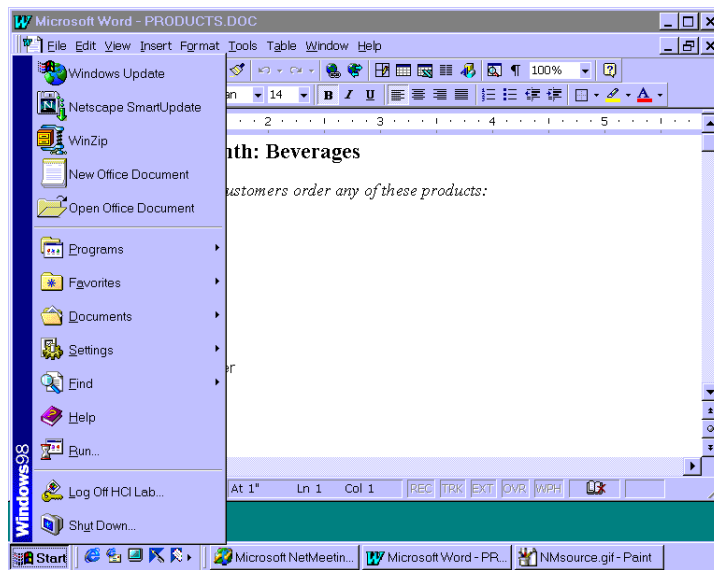 Microsoft Word - PRODUCTS.DOC
File Edit View Insert Format Tools Table Window Help
Windows Update
Netscape SmartUpdate
WinZip
New Office Document
Open Office Document
Programs
Favorites
Documents
Settings
Find
Help
Run...
Log Off HCI Lab...
Shut Down...
Windows98
100%
14 B I U
2 3 4 5
nth: Beverages
ustomers order any of these products:
er
At 1" Ln 1 Col 1 REC TRK EXT OVR WPH
Start Microsoft NetMeetin... Microsoft Word - PR... NMsource.gif - Paint